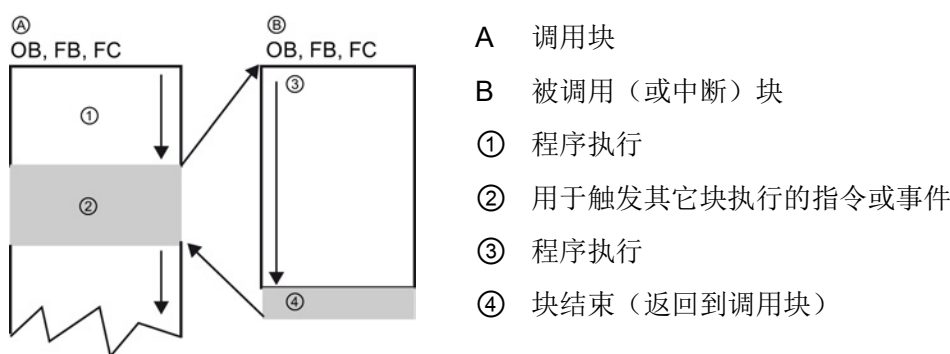 Ⓐ
OB, FB, FC
Ⓑ
OB, FB, FC
①
②
③
④
A 调用块
B 被调用（或中断）块
① 程序执行
② 用于触发其它块执行的指令或事件
③ 程序执行
④ 块结束（返回到调用块）